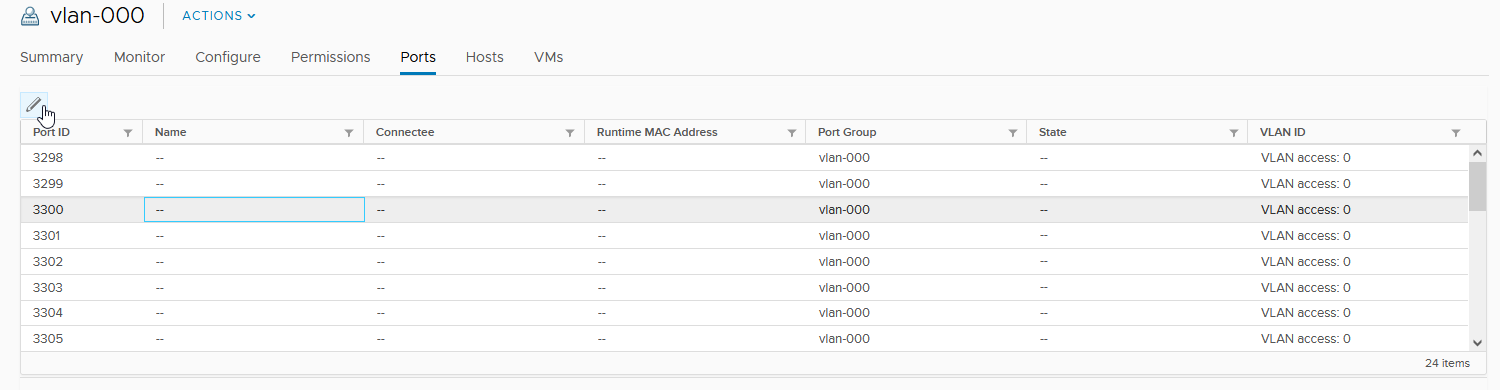 vlan-000 ACTIONS
Summary Monitor Configure Permissions Ports Hosts VMs
Port ID Name Connectee Runtime MAC Address Port Group State VLAN ID
3298 -- -- -- vlan-000 -- VLAN access: 0
3299 -- -- -- vlan-000 -- VLAN access: 0
3300 -- -- -- vlan-000 -- VLAN access: 0
3301 -- -- -- vlan-000 -- VLAN access: 0
3302 -- -- -- vlan-000 -- VLAN access: 0
3303 -- -- -- vlan-000 -- VLAN access: 0
3304 -- -- -- vlan-000 -- VLAN access: 0
3305 -- -- -- vlan-000 -- VLAN access: 0
24 items